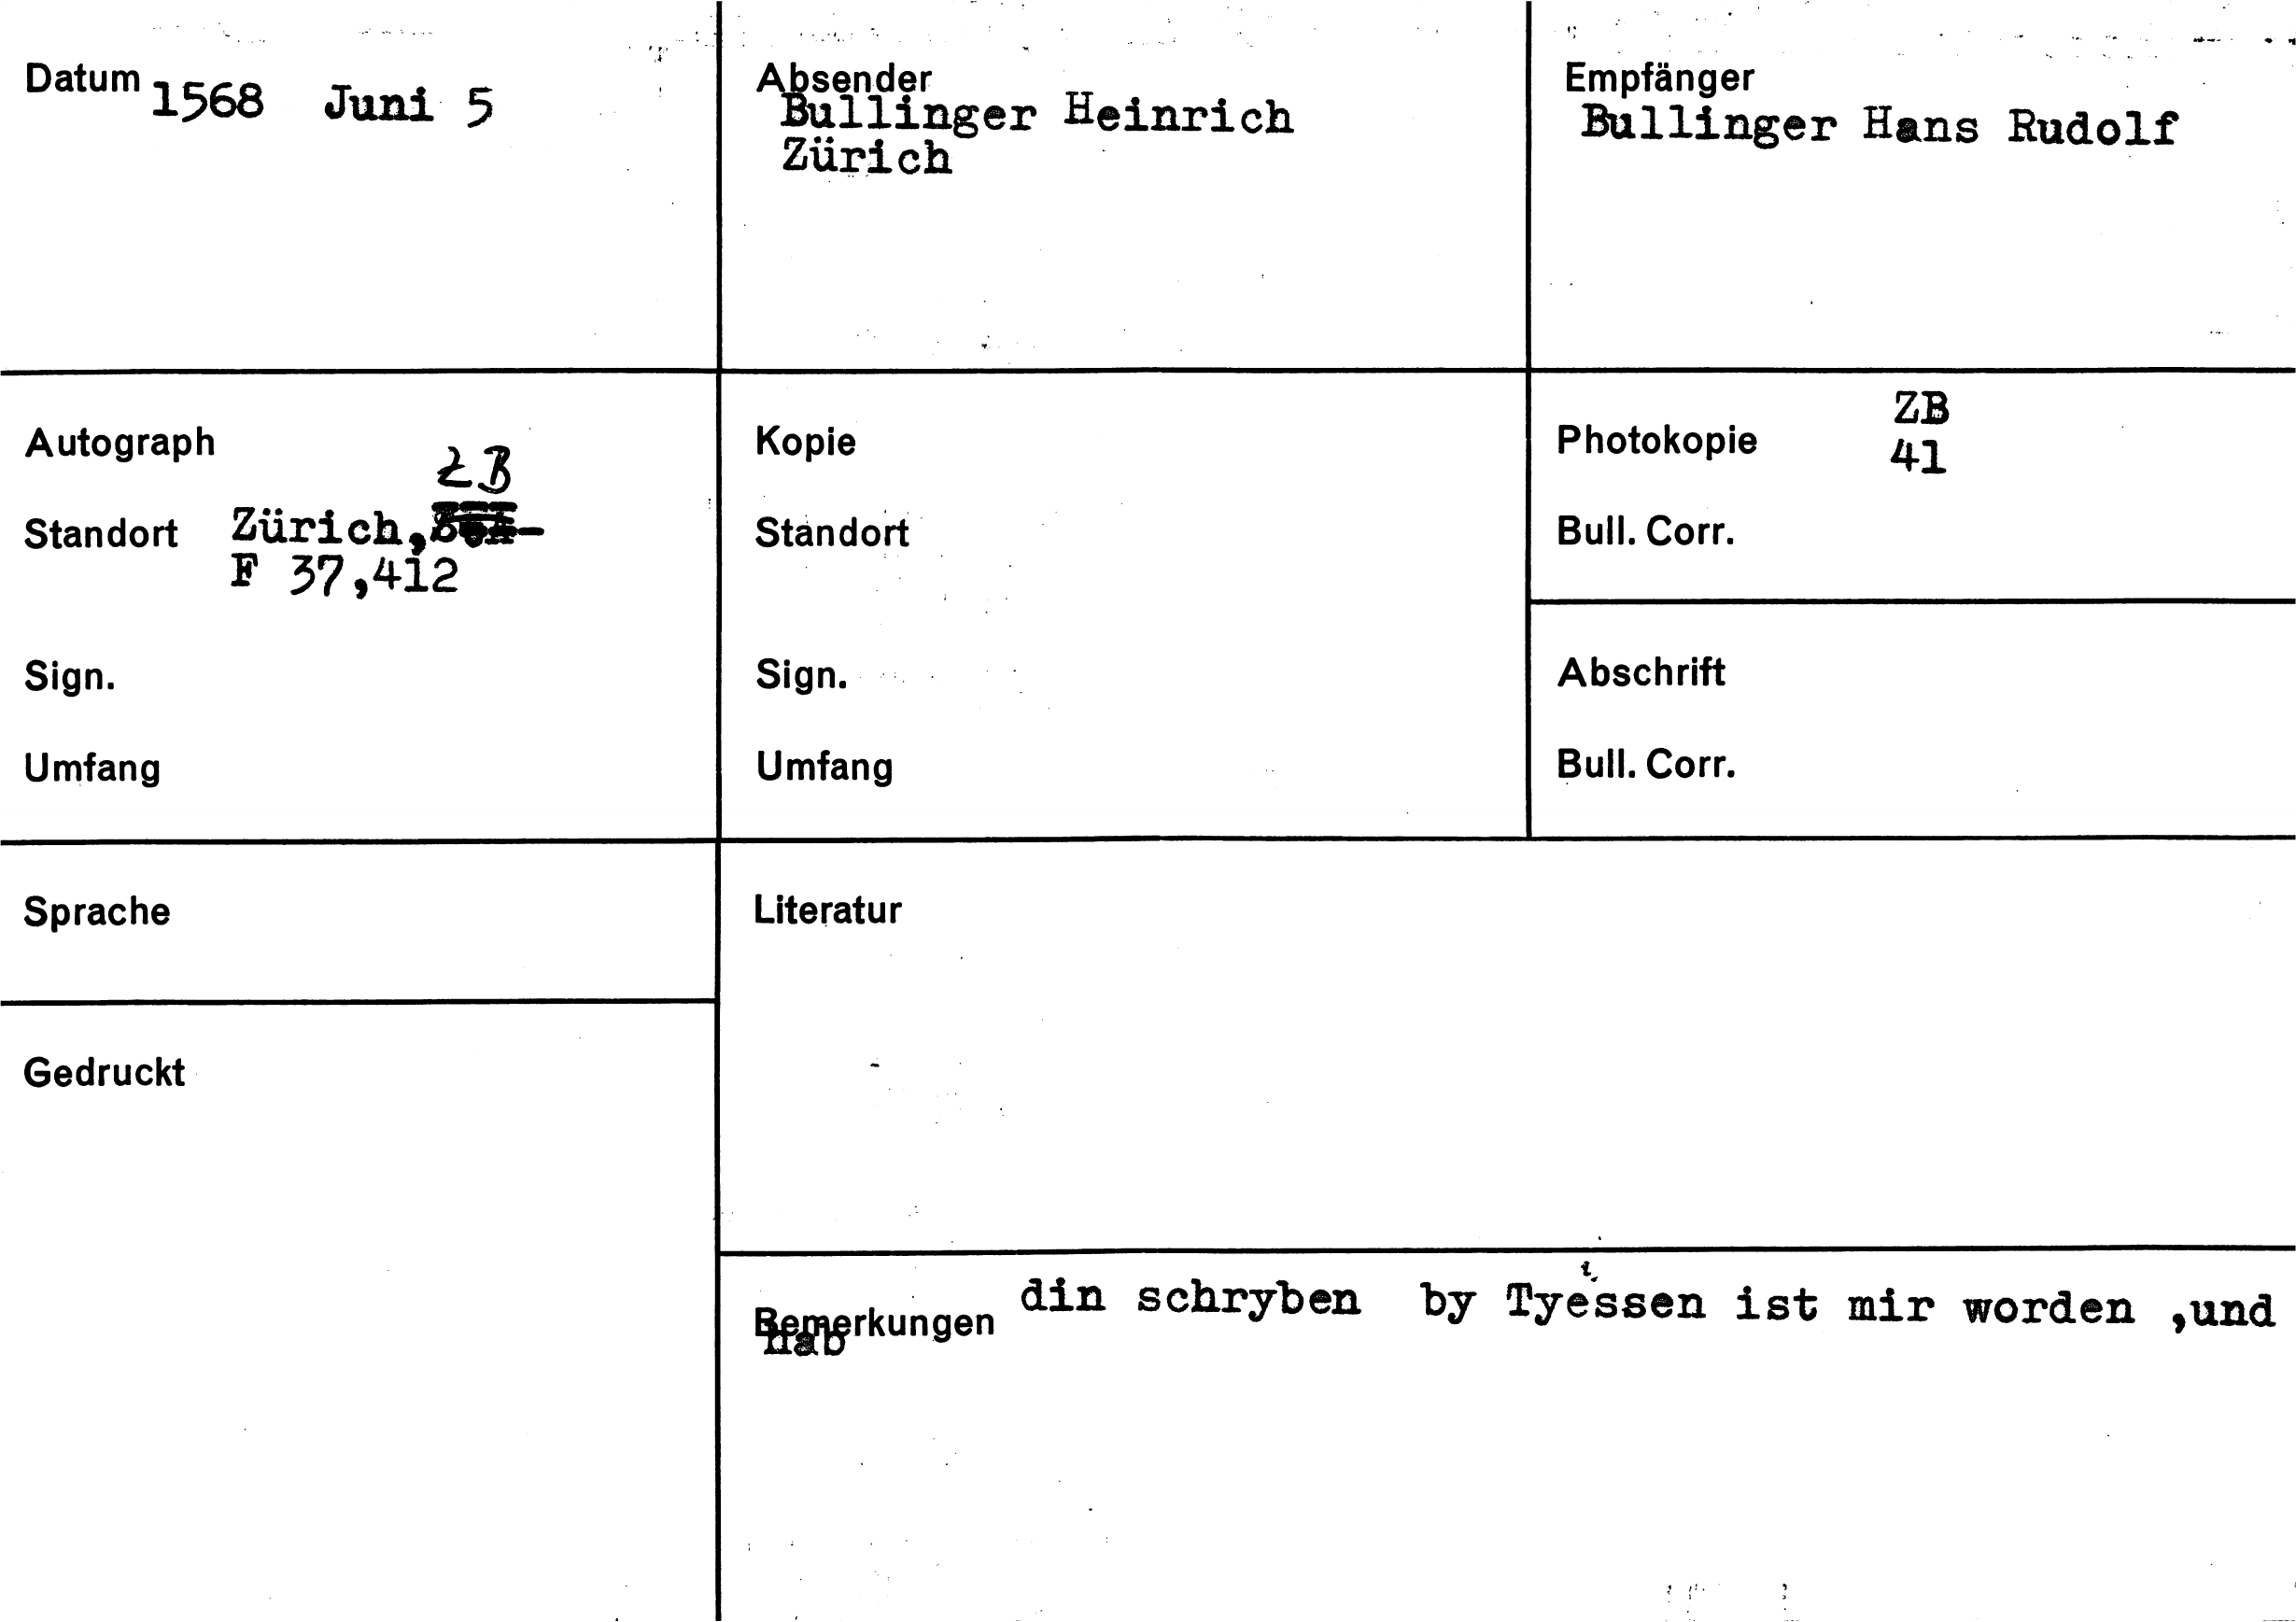 Datum 1568 Juni 5
Absender
Bullinger Heinrich
Zürich
Empfänger
Bullinger Hans Rudolf
Autograph
ZB
Standort Zürich,
F 37,412
Sign.
Umfang
Kopie
Standort
Sign.
Umfang
ZB
Photokopie 41
Bull. Corr.
Abschrift
Bull. Corr.
Sprache
Gedruckt
Literatur
Bemerkungen din schryben by Tyessen ist mir worden ,und
hab